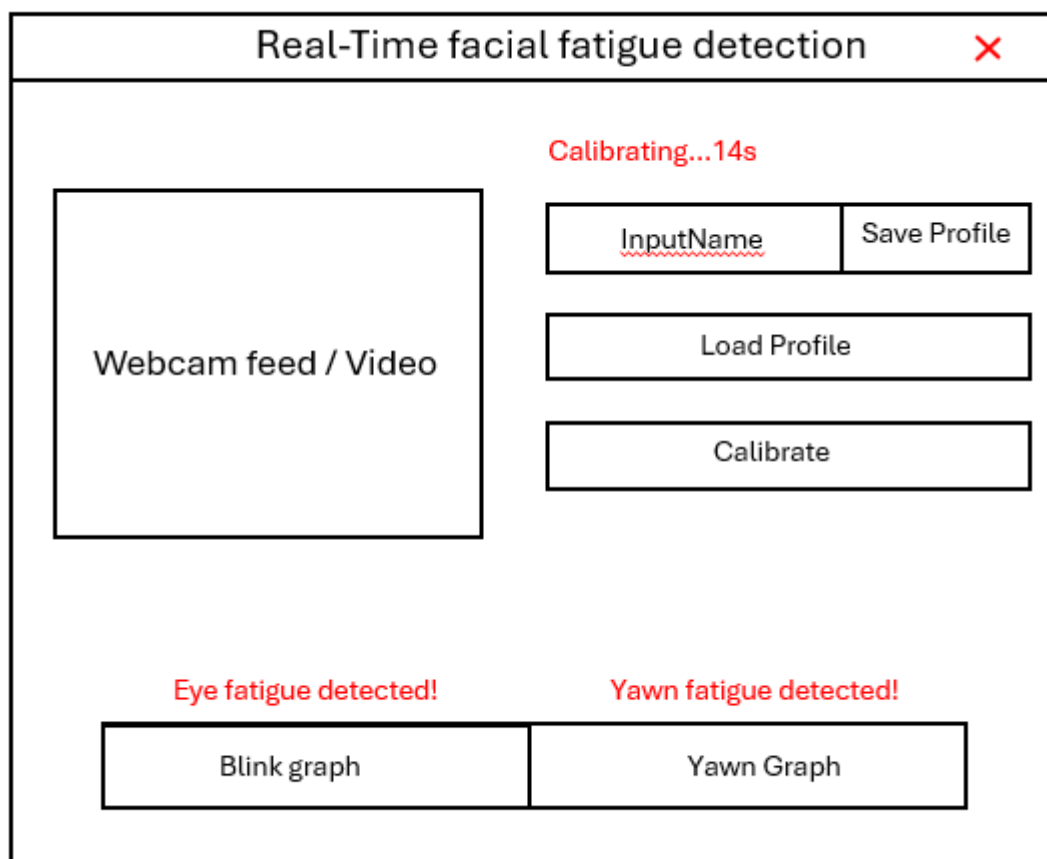 Real-Time facial fatigue detection
Calibrating...14s
InputName
Save Profile
Webcam feed / Video
Load Profile
Calibrate
Eye fatigue detected!
Yawn fatigue detected!
Blink graph
Yawn Graph